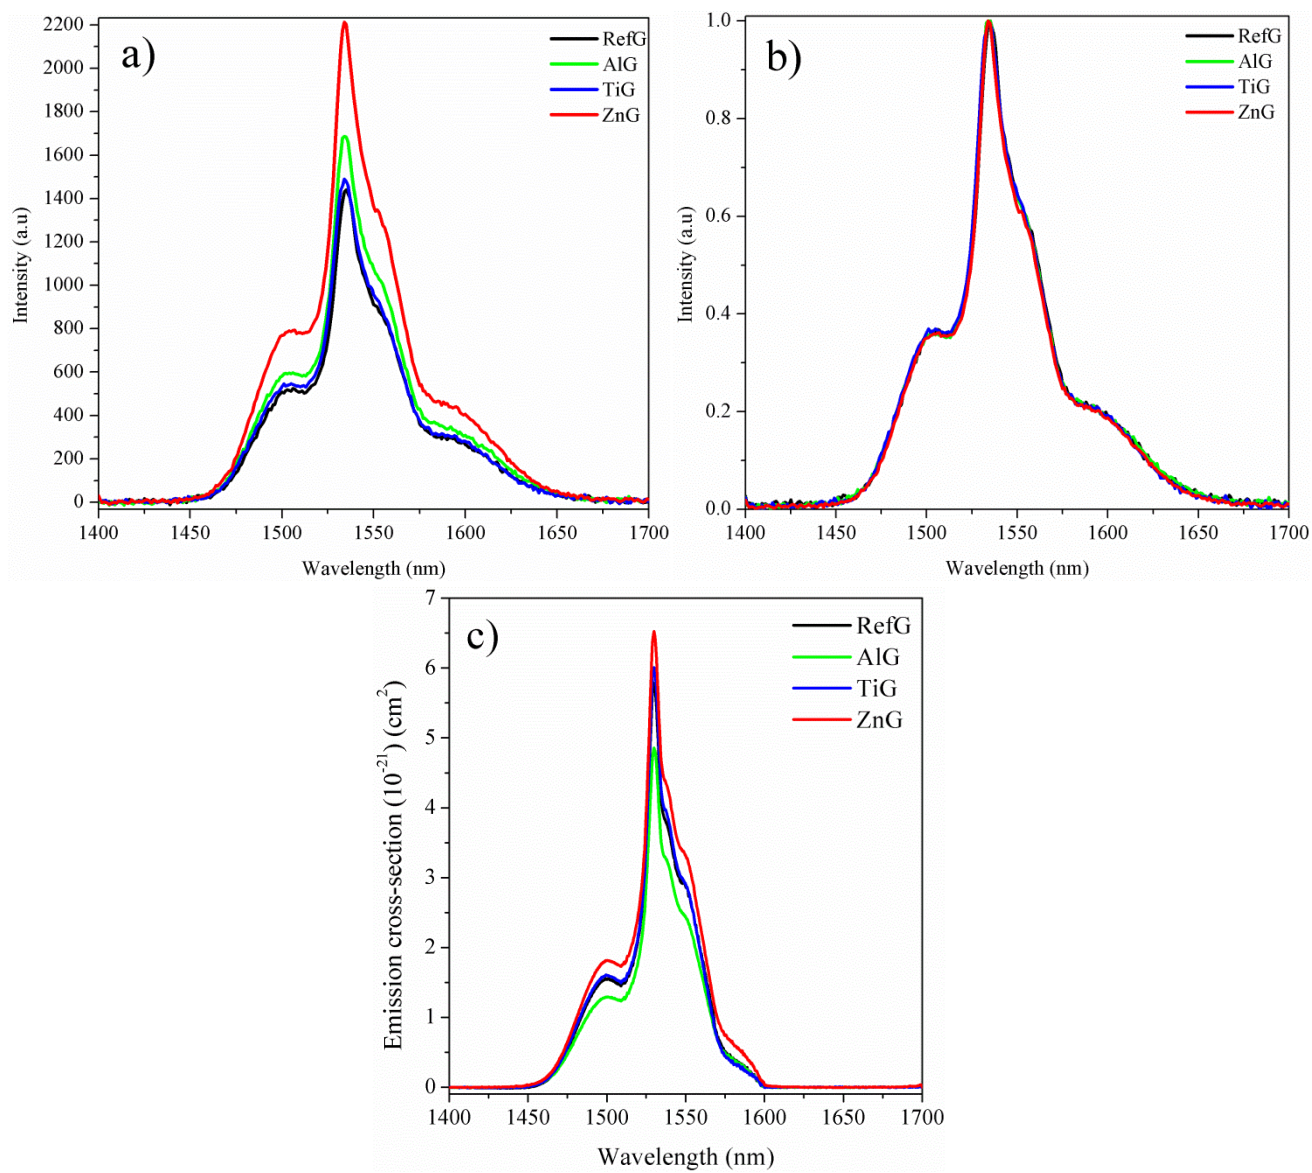 a)
RefG
AlG
TiG
ZnG
2200
2000
1800
1600
1400
1200
1000
800
600
400
200
0
Intensity (a.u)
1400 1450 1500 1550 1600 1650 1700
Wavelength (nm)
b)
RefG
AlG
TiG
ZnG
1.0
0.8
0.6
0.4
0.2
0.0
Intensity (a.u)
1400 1450 1500 1550 1600 1650 1700
Wavelength (nm)
c)
RefG
AlG
TiG
ZnG
7
6
5
4
3
2
1
0
Emission cross-section (10⁻²¹) (cm²)
1400 1450 1500 1550 1600 1650 1700
Wavelength (nm)